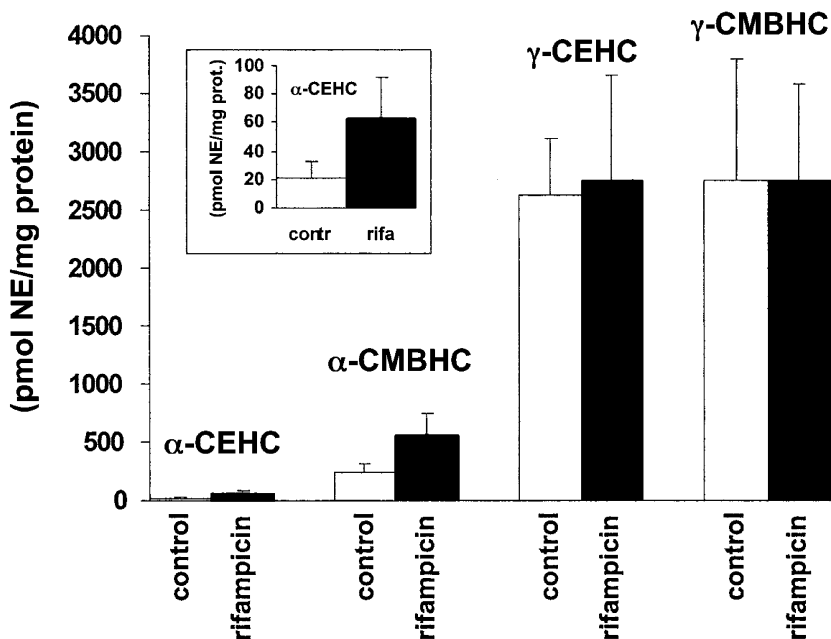 (pmol NE/mg protein)
4000
3500
3000
2500
2000
1500
1000
500
0
(pmol NE/mg prot.)
100
80
60
40
20
0
α-CEHC
contr rifa
α-CEHC
α-CMBHC
γ-CEHC
γ-CMBHC
control
rifampicin
control
rifampicin
control
rifampicin
control
rifampicin